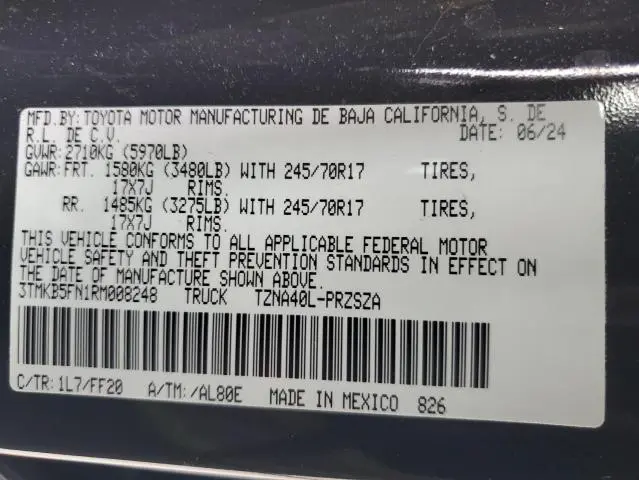 MFD.BY:TOYOTA MOTOR MANUFACTURING DE BAJA CALIFORNIA, S. DE
R.L. DE C.V. DATE: 06/24
GVWR:2710KG (5970LB)
GAWR:FRT. 1580KG (3480LB) WITH 245/70R17 TIRES,
17X7J RIMS.
RR. 1485KG (3275LB) WITH 245/70R17 TIRES,
17X7J RIMS.
THIS VEHICLE CONFORMS TO ALL APPLICABLE FEDERAL MOTOR
VEHICLE SAFETY AND THEFT PREVENTION STANDARDS IN EFFECT ON
THE DATE OF MANUFACTURE SHOWN ABOVE.
3TMKB5FN1RM008248 TRUCK TZNA40L-PRZSZA
C/TR:1L7/FF20 A/TM:/AL80E MADE IN MEXICO 826